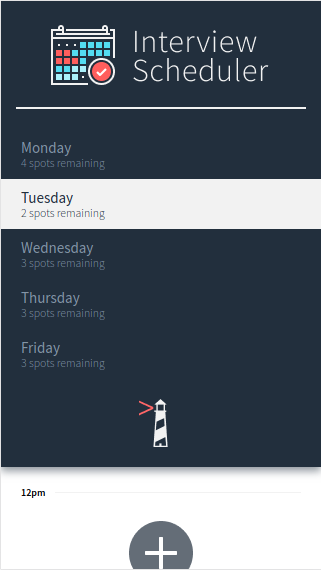 Interview
Scheduler
Monday
4 spots remaining
Tuesday
2 spots remaining
Wednesday
3 spots remaining
Thursday
3 spots remaining
Friday
3 spots remaining
12pm